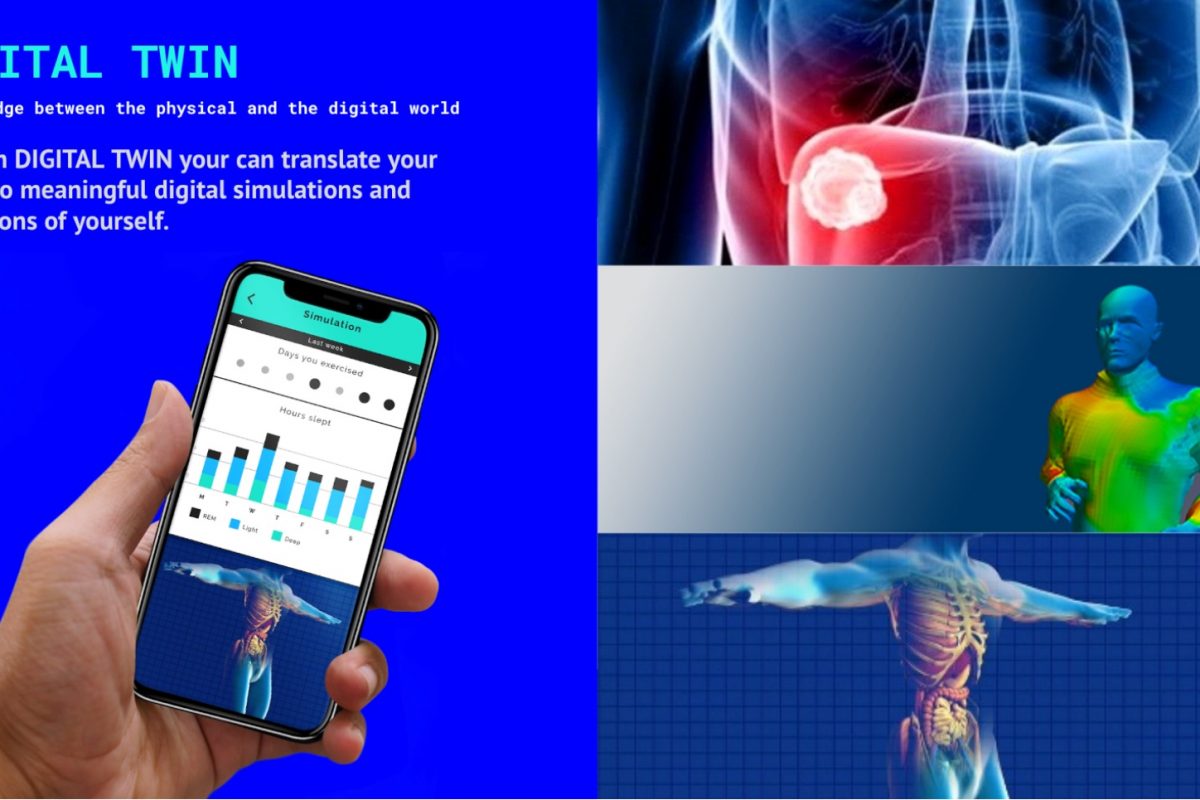 ITAL TWIN
dge between the physical and the digital world
n DIGITAL TWIN your can translate your
o meaningful digital simulations and
ons of yourself.
Simulation
Last week
Days you exercised
Hours slept
M T W T F S S
REM Light Deep